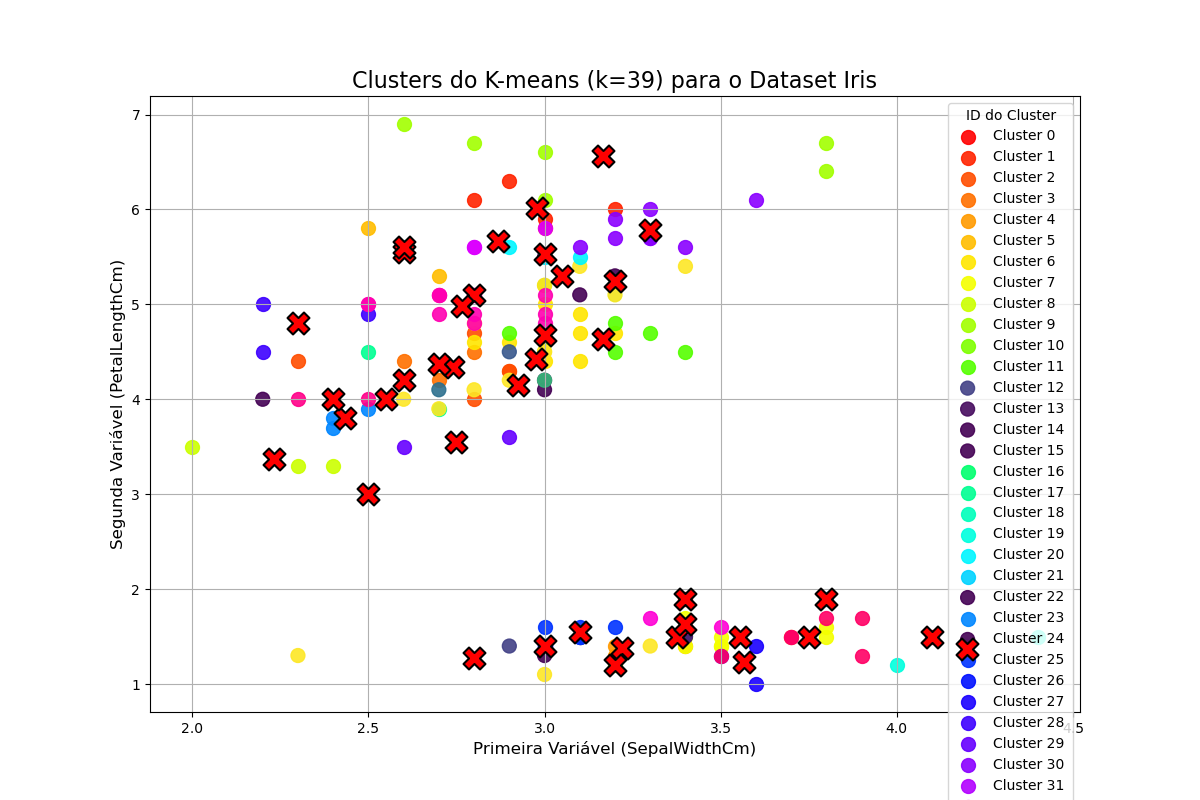 Clusters do K-means (k=39) para o Dataset Iris
ID do Cluster
Cluster 0
Cluster 1
Cluster 2
Cluster 3
Cluster 4
Cluster 5
Cluster 6
Cluster 7
Cluster 8
Cluster 9
Cluster 10
Cluster 11
Cluster 12
Cluster 13
Cluster 14
Cluster 15
Cluster 16
Cluster 17
Cluster 18
Cluster 19
Cluster 20
Cluster 21
Cluster 22
Cluster 23
Cluster 24
Cluster 25
Cluster 26
Cluster 27
Cluster 28
Cluster 29
Cluster 30
Cluster 31
Segunda Variável (PetalLengthCm)
7
6
5
4
3
2
1
2.0
2.5
3.0
3.5
4.0
4.5
Primeira Variável (SepalWidthCm)